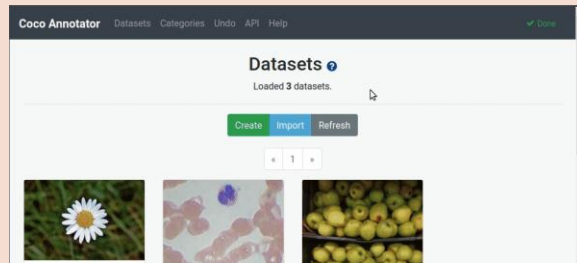 Coco Annotator Datasets Categories Undo API Help ✔ Done
Datasets ?
Loaded 3 datasets.
Create Import Refresh
« 1 »